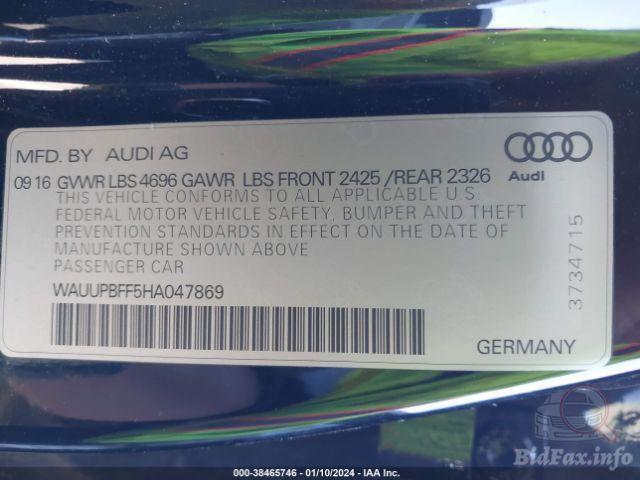 MFD. BY AUDI AG
Audi
09 16 GVWR LBS 4696 GAWR LBS FRONT 2425 /REAR 2326
THIS VEHICLE CONFORMS TO ALL APPLICABLE U.S.
FEDERAL MOTOR VEHICLE SAFETY, BUMPER AND THEFT
PREVENTION STANDARDS IN EFFECT ON THE DATE OF
MANUFACTURE SHOWN ABOVE
PASSENGER CAR
WAUUPBFF5HA047869
3734715
GERMANY
BidFax.info
000-38465746 - 01/10/2024 - IAA Inc.